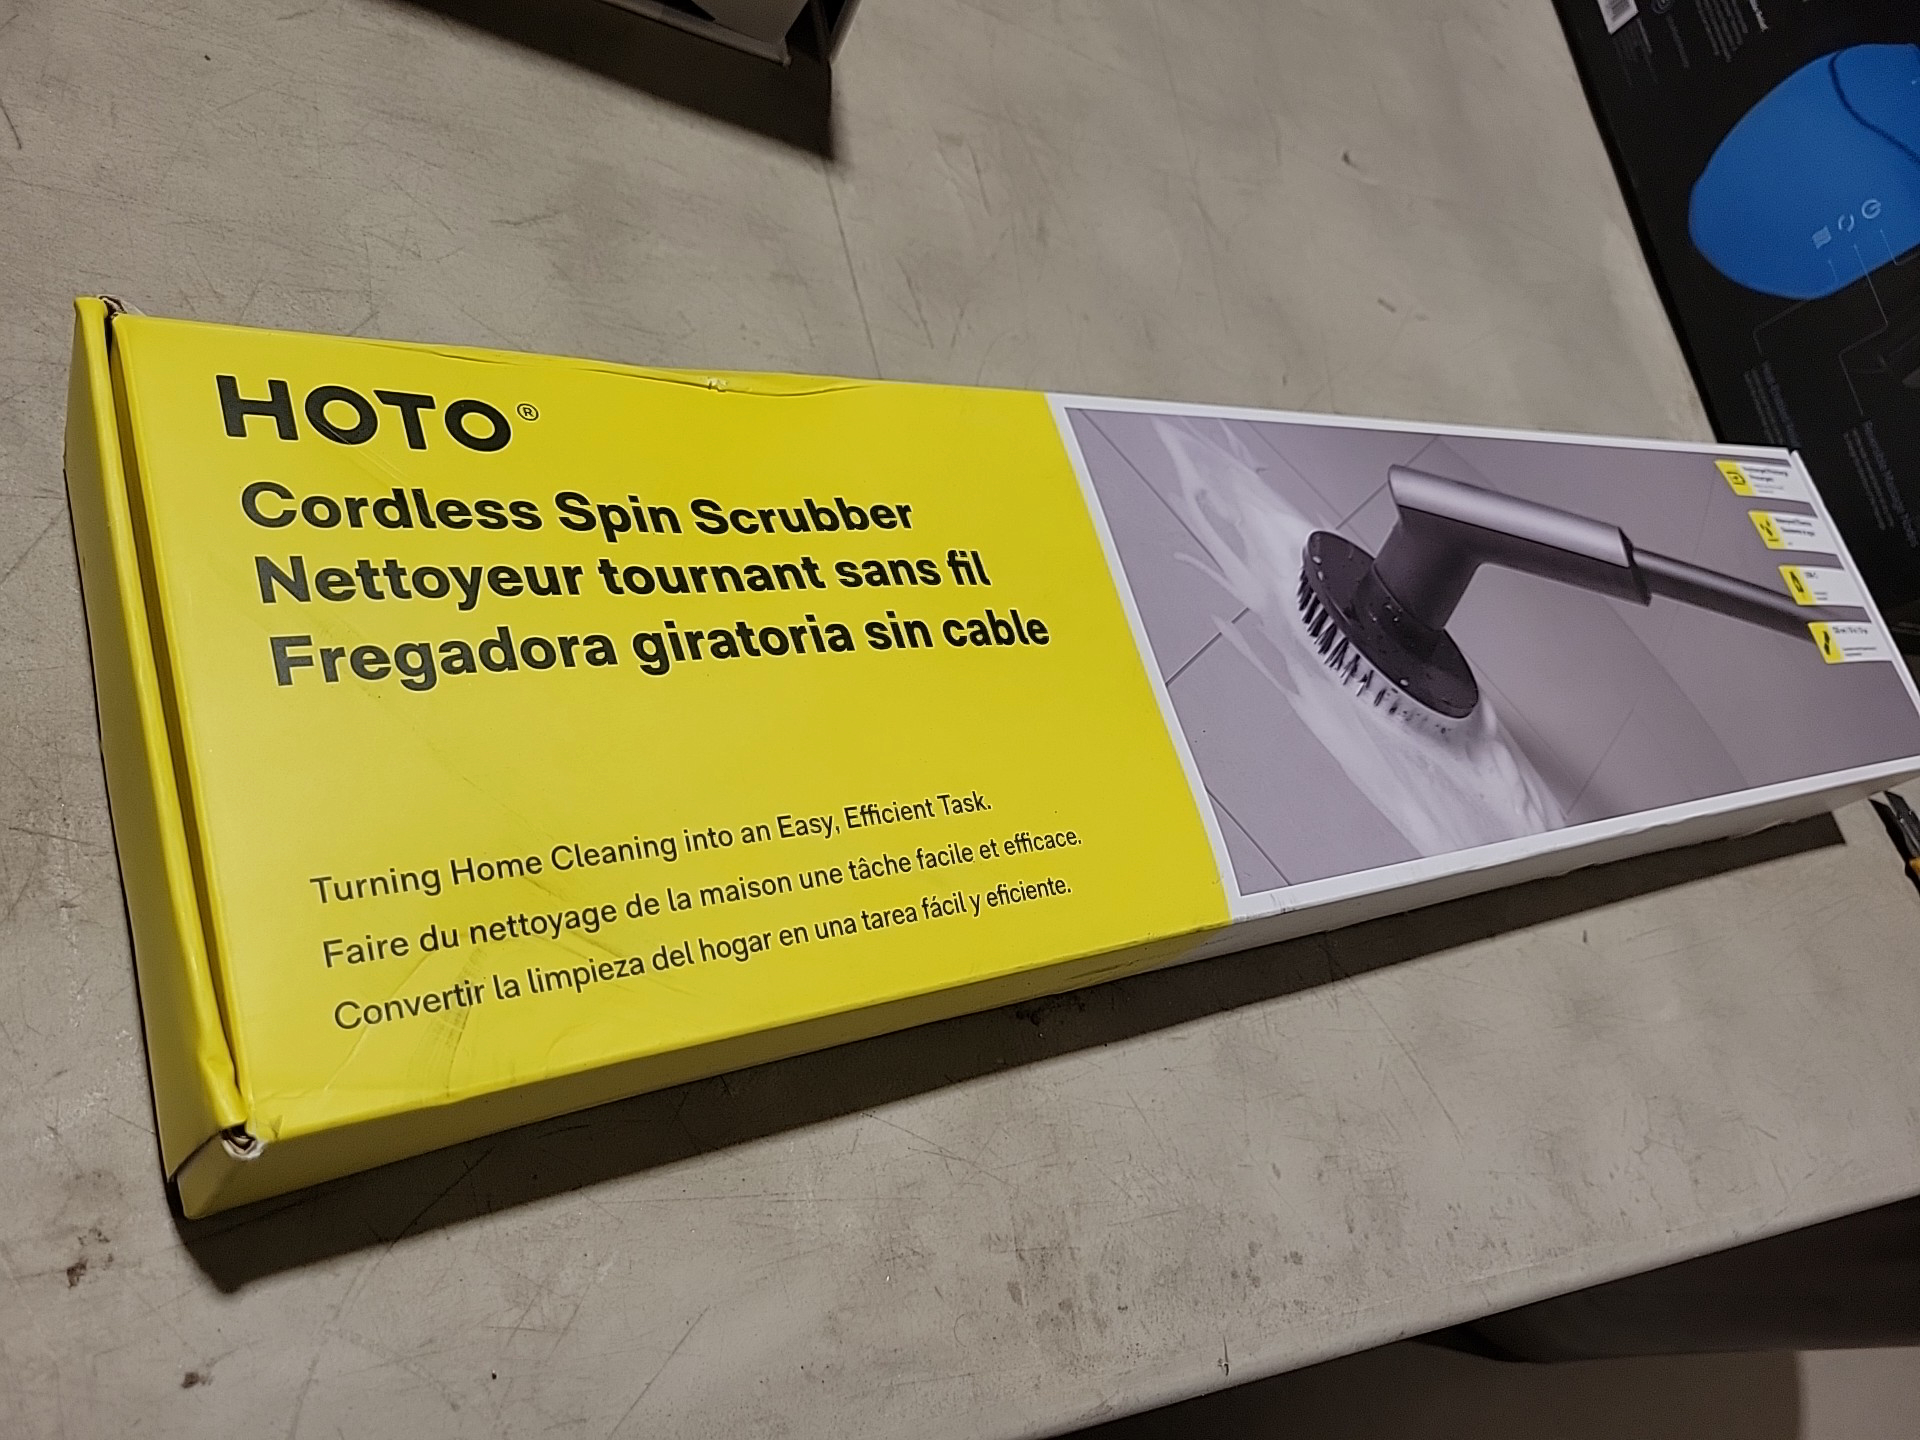 HOTO®
Cordless Spin Scrubber
Nettoyeur tournant sans fil
Fregadora giratoria sin cable
Turning Home Cleaning into an Easy, Efficient Task.
Faire du nettoyage de la maison une tâche facile et efficace.
Convertir la limpieza del hogar en una tarea fácil y eficiente.